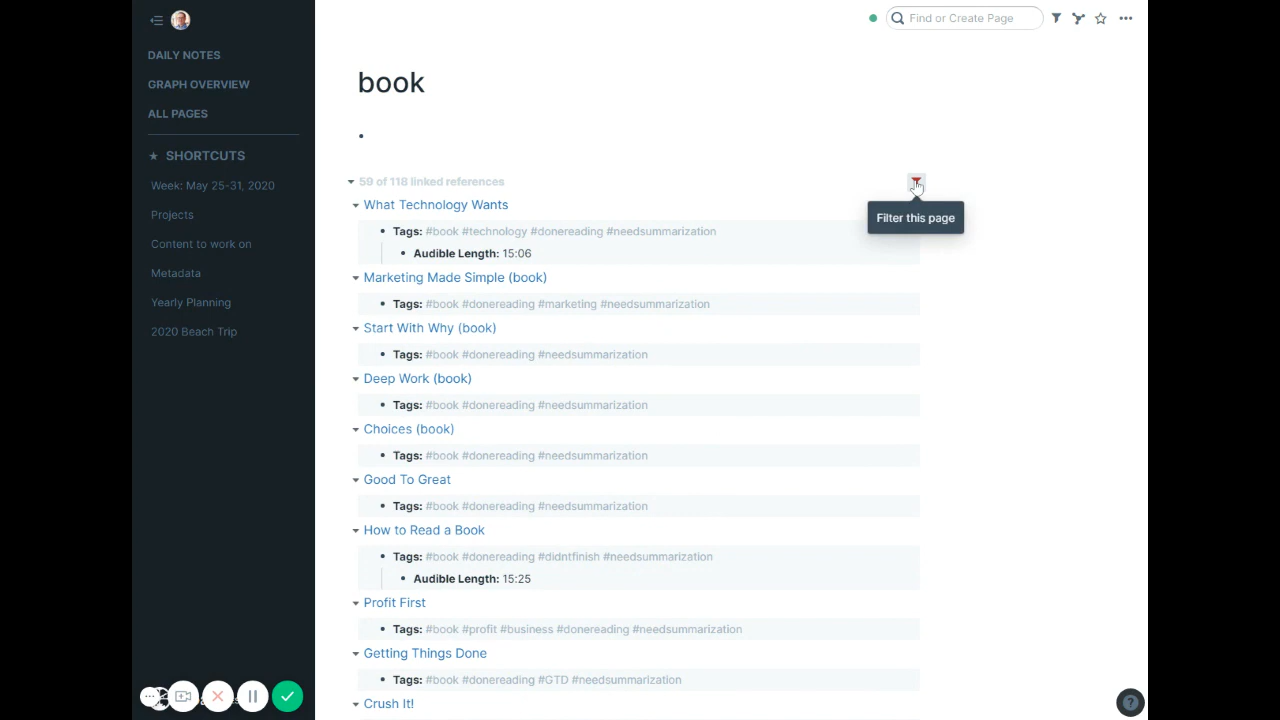 DAILY NOTES
GRAPH OVERVIEW
ALL PAGES
★ SHORTCUTS
Week: May 25-31, 2020
Projects
Content to work on
Metadata
Yearly Planning
2020 Beach Trip
Find or Create Page
book
59 of 118 linked references
Filter this page
What Technology Wants
Tags: #book #technology #donereading #needsummarization
Audible Length: 15:06
Marketing Made Simple (book)
Tags: #book #donereading #marketing #needsummarization
Start With Why (book)
Tags: #book #donereading #needsummarization
Deep Work (book)
Tags: #book #donereading #needsummarization
Choices (book)
Tags: #book #donereading #needsummarization
Good To Great
Tags: #book #donereading #needsummarization
How to Read a Book
Tags: #book #donereading #didntfinish #needsummarization
Audible Length: 15:25
Profit First
Tags: #book #profit #business #donereading #needsummarization
Getting Things Done
Tags: #book #donereading #GTD #needsummarization
Crush It!
?